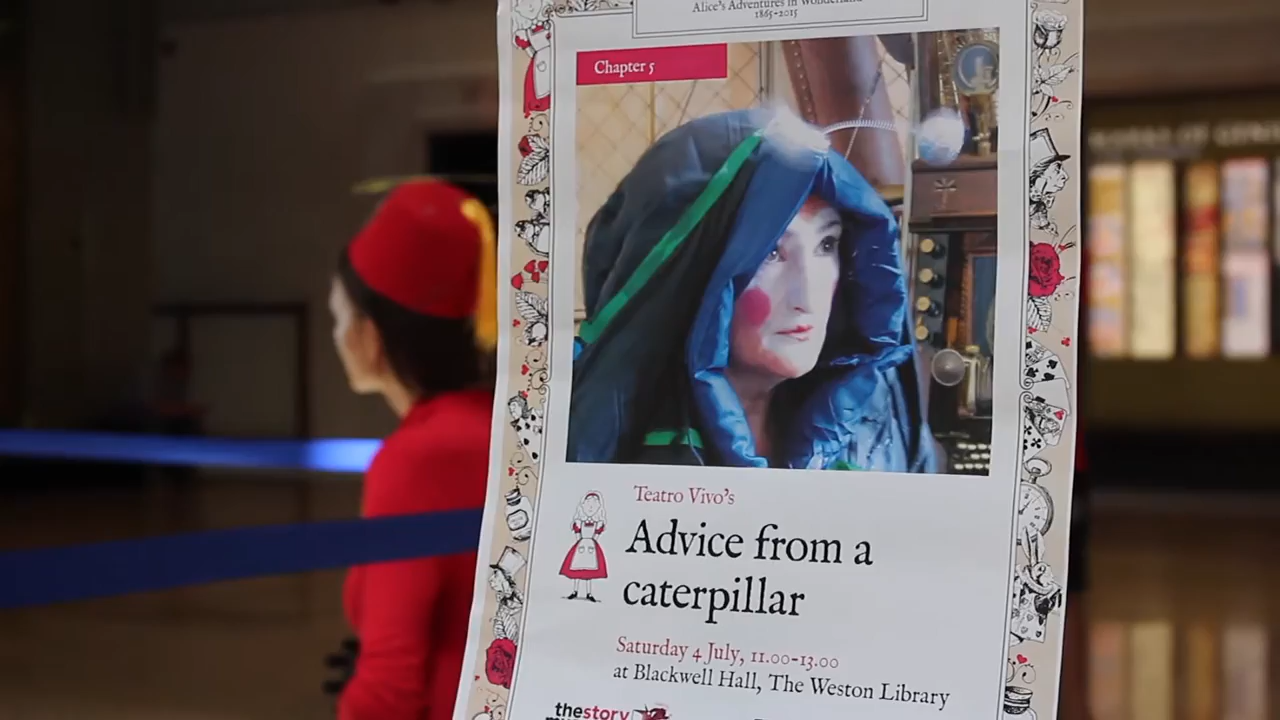 Alice's Adventures in Wonderland
1865-2015
Chapter 5
Teatro Vivo's
Advice from a
caterpillar
Saturday 4 July, 11.00-13.00
at Blackwell Hall, The Weston Library
thestory